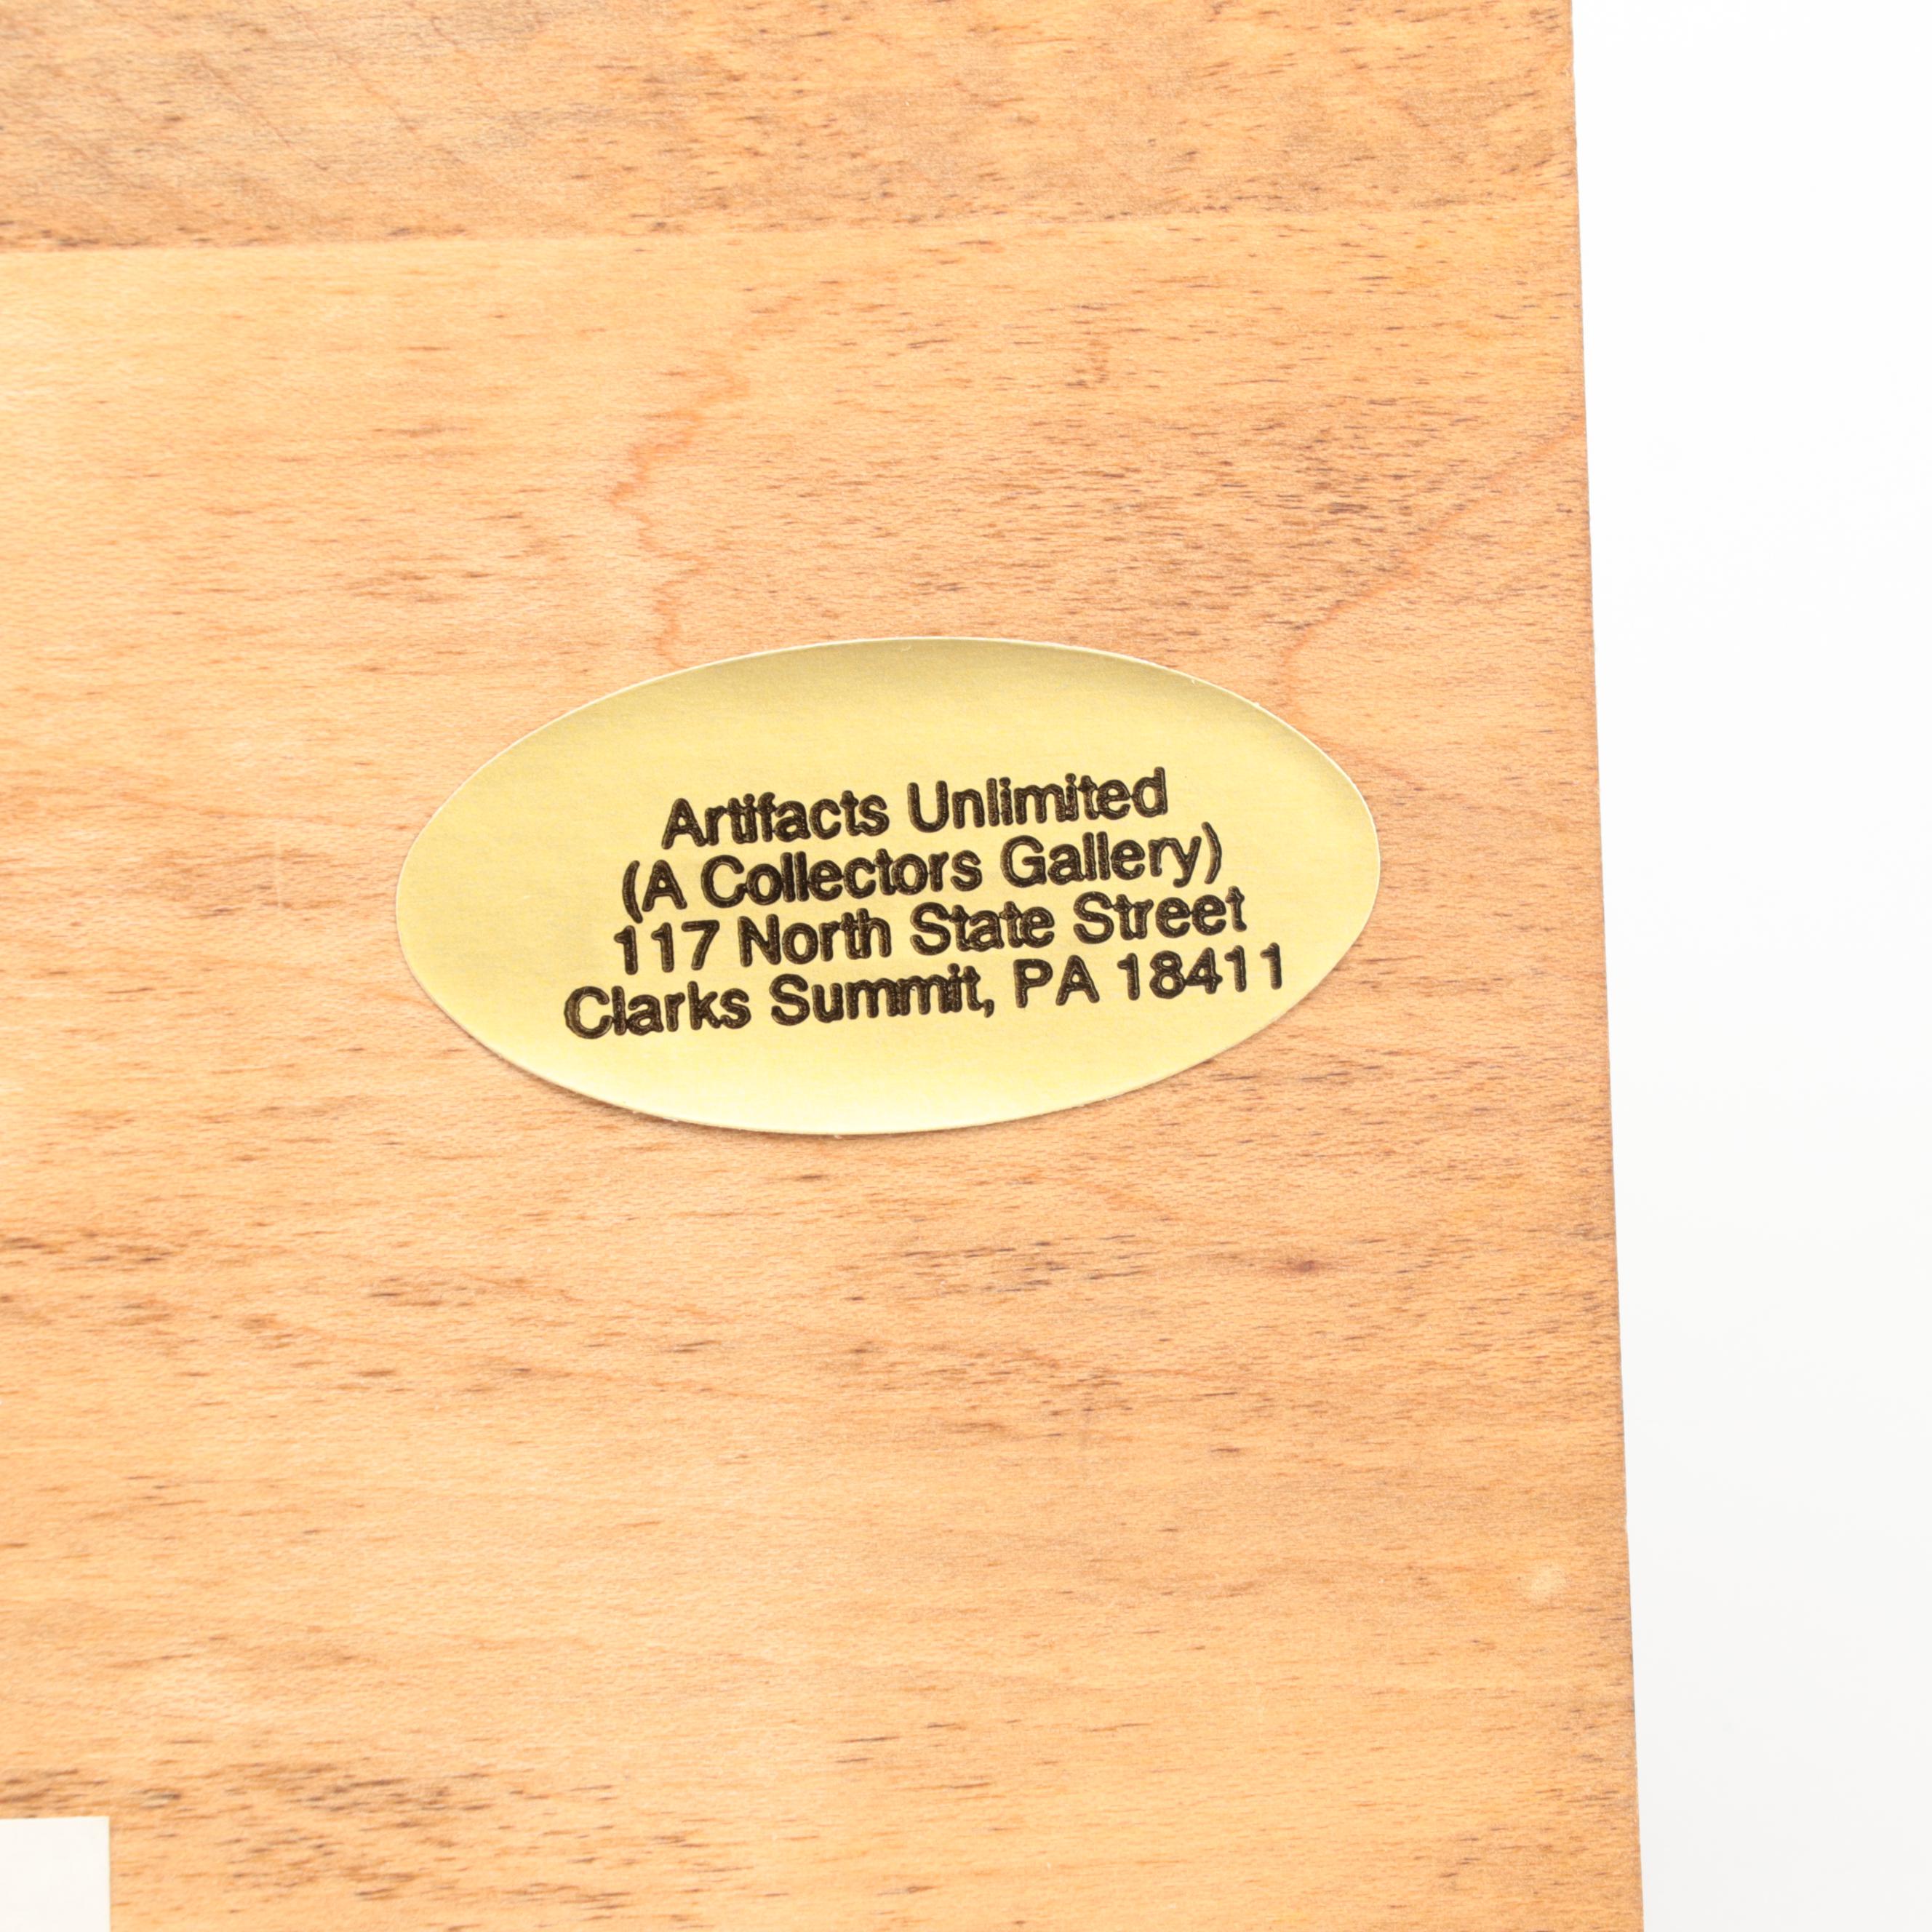 Artifacts Unlimited
(A Collectors Gallery)
117 North State Street
Clarks Summit, PA 18411